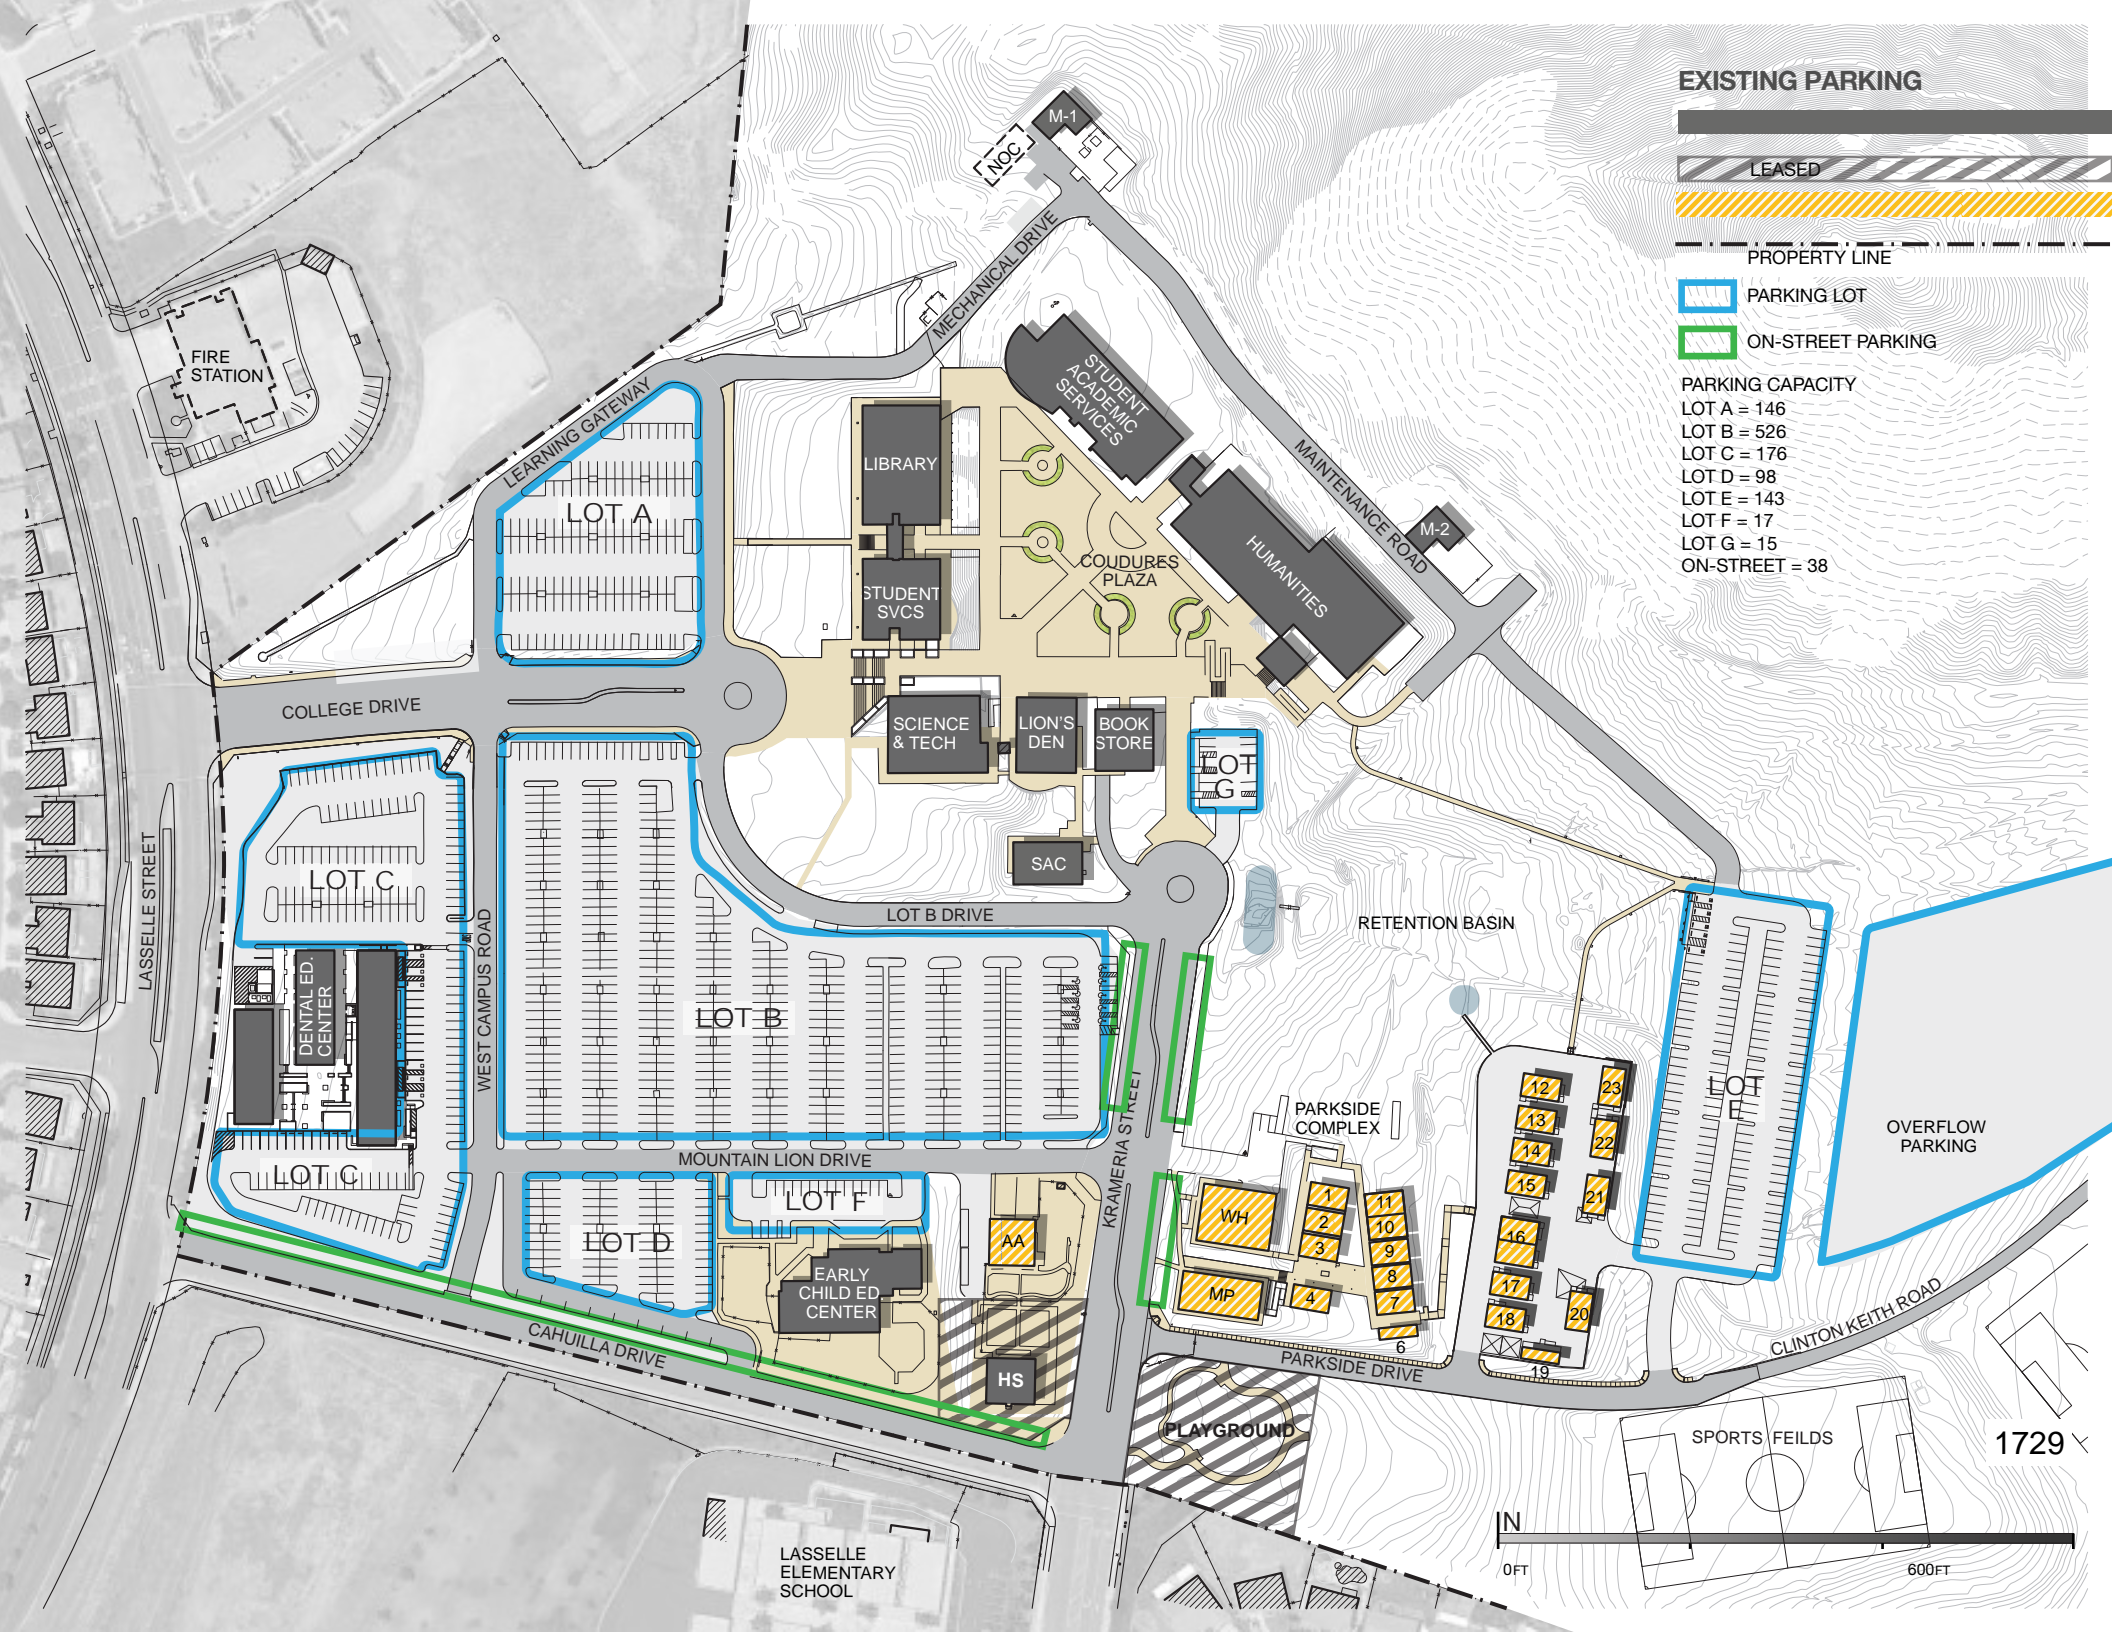 EXISTING PARKING
LEASED
PROPERTY LINE
PARKING LOT
ON-STREET PARKING
PARKING CAPACITY
LOT A = 146
LOT B = 526
LOT C = 176
LOT D = 98
LOT E = 143
LOT F = 17
LOT G = 15
ON-STREET = 38
M-1
NOC
MECHANICAL DRIVE
FIRE
STATION
LEARNING GATEWAY
STUDENT
ACADEMIC
SERVICES
LIBRARY
LOT A
MAINTENANCE ROAD
M-2
HUMANITIES
COUDURES
PLAZA
STUDENT
SVCS
COLLEGE DRIVE
SCIENCE
& TECH
LION'S
DEN
BOOK
STORE
LOT
G
SAC
LOT C
LASSELLE STREET
WEST CAMPUS ROAD
LOT B DRIVE
RETENTION BASIN
DENTAL ED.
CENTER
LOT B
KRAMERIA STREET
PARKSIDE
COMPLEX
12
13
14
15
16
17
18
19
20
21
22
23
LOT
E
OVERFLOW
PARKING
MOUNTAIN LION DRIVE
LOT C
LOT D
LOT F
AA
WH
MP
1
2
3
4
11
10
9
8
7
6
EARLY
CHILD ED
CENTER
CAHUILLA DRIVE
HS
PARKSIDE DRIVE
CLINTON KEITH ROAD
PLAYGROUND
SPORTS FEILDS
1729
N
0FT
600FT
LASSELLE
ELEMENTARY
SCHOOL